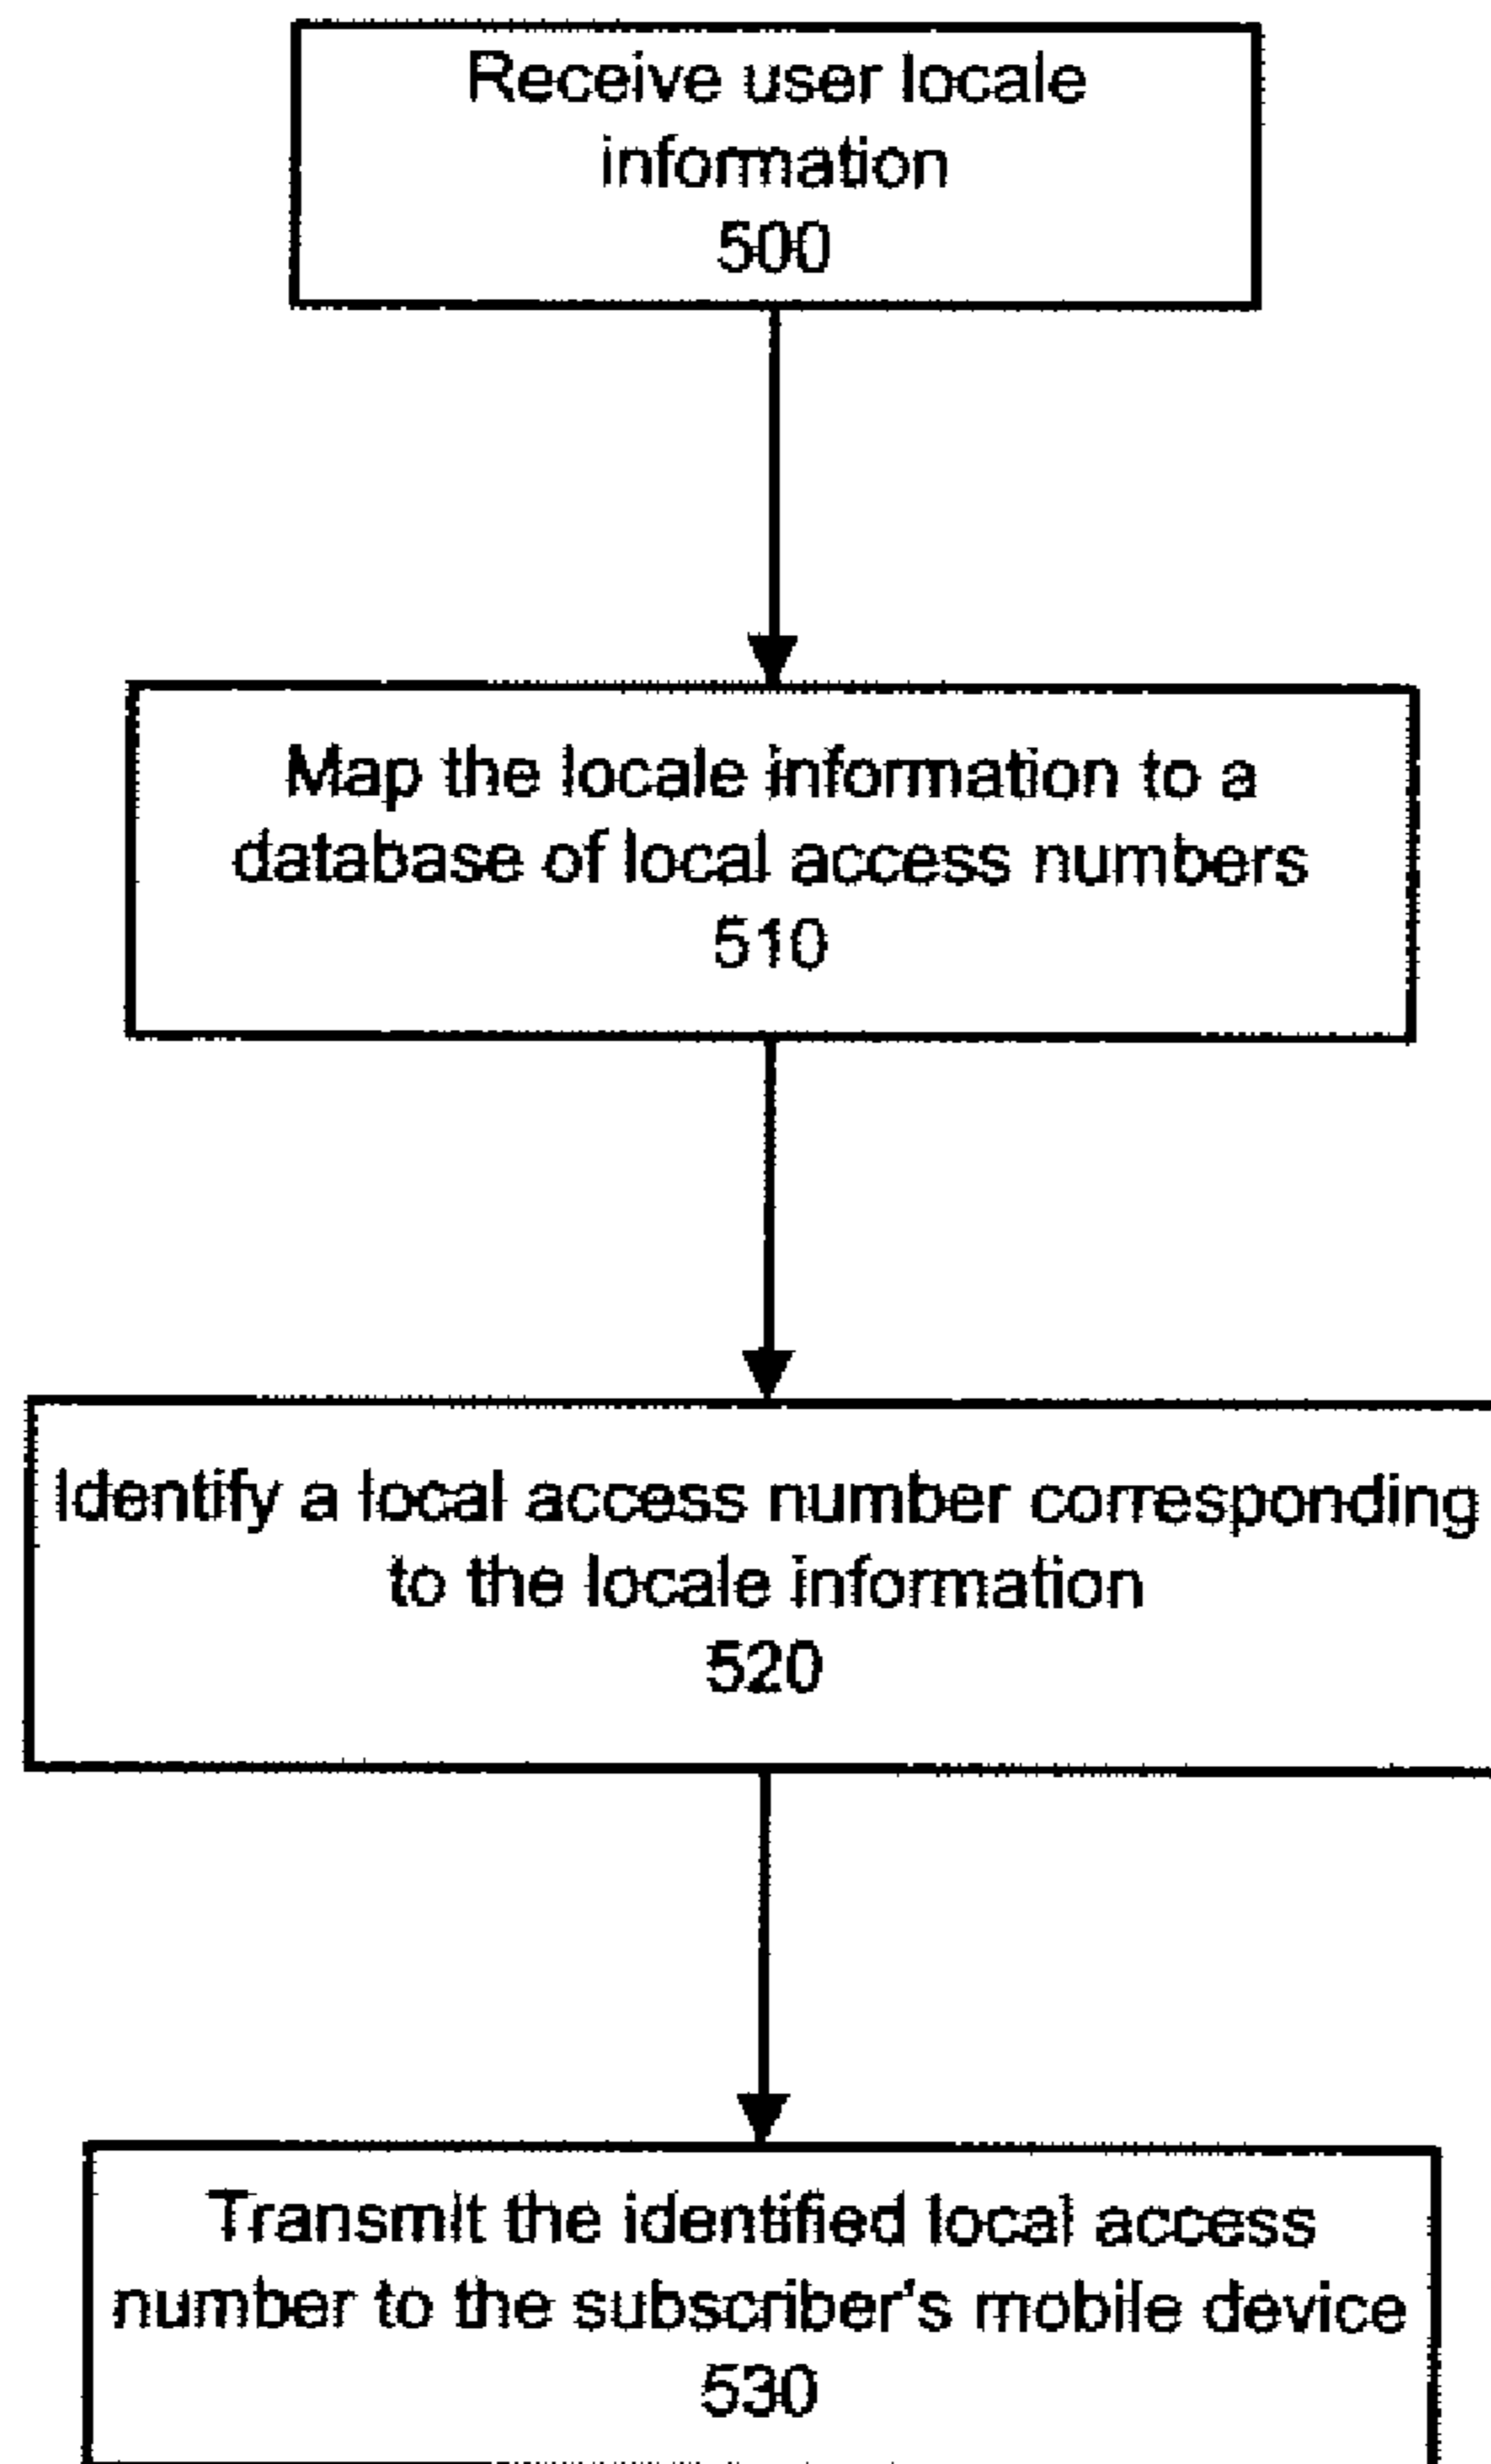 Receive user locale
information
500
Map the locale information to a
database of local access numbers
510
Identify a local access number corresponding
to the locale information
520
Transmit the identified local access
number to the subscriber's mobile device
530